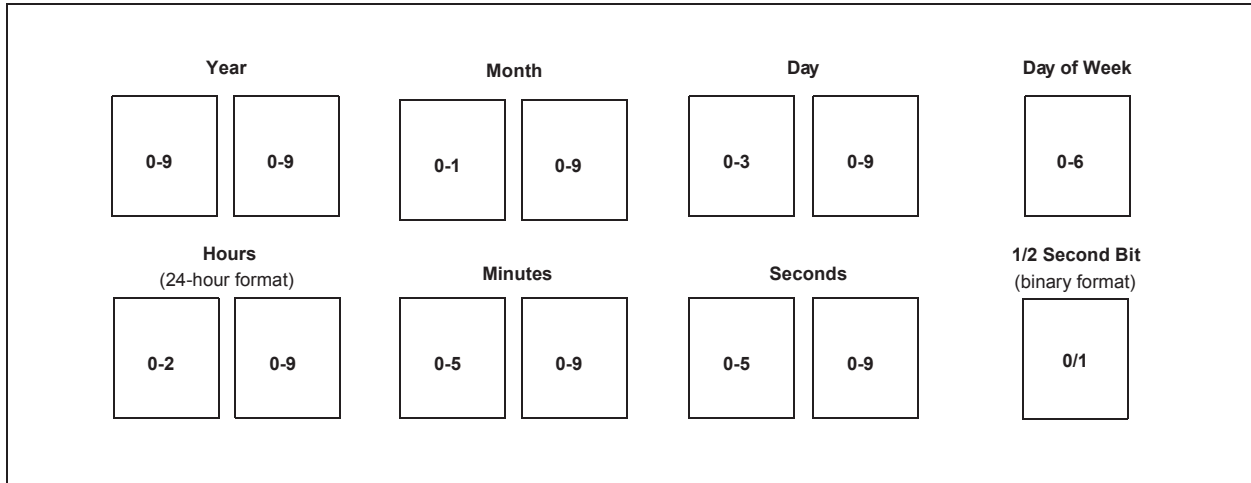 Year Month Day Day of Week
0-9 0-9 0-1 0-9 0-3 0-9 0-6
Hours Minutes Seconds 1/2 Second Bit
(24-hour format) (binary format)
0-2 0-9 0-5 0-9 0-5 0-9 0/1